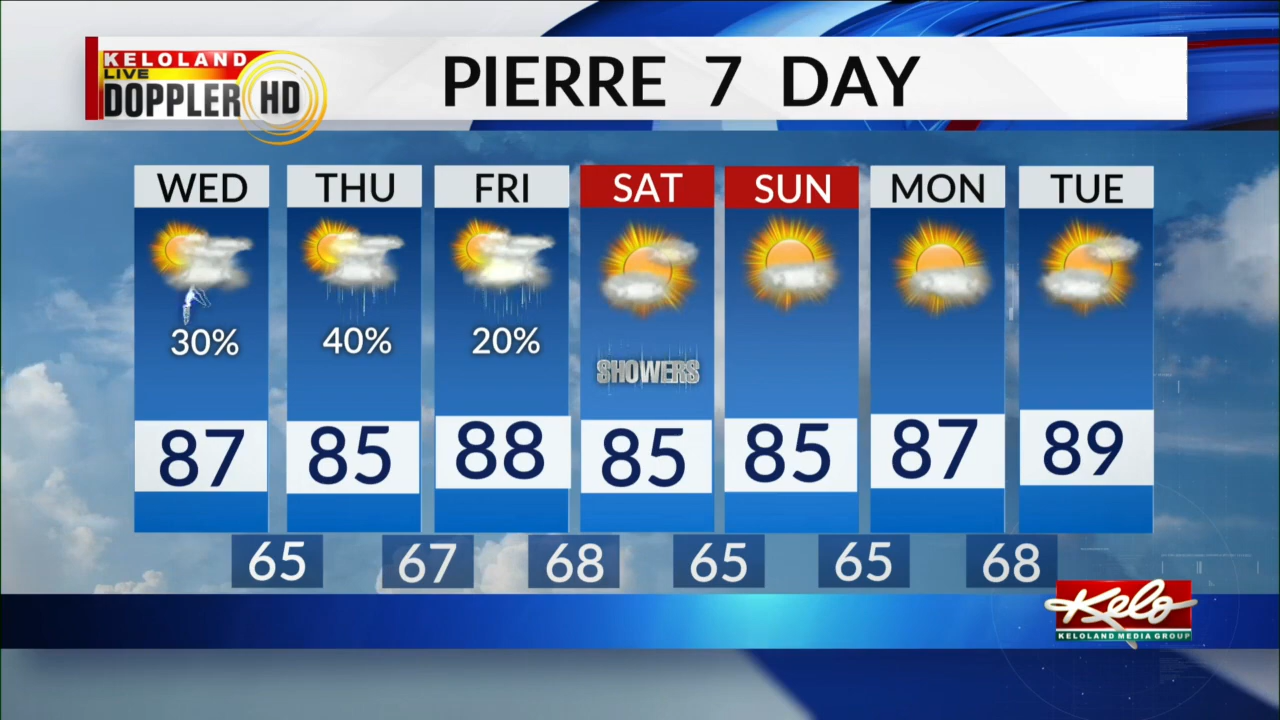 KELOLAND
LIVE
DOPPLER HD
PIERRE 7 DAY
WED THU FRI SAT SUN MON TUE
30% 40% 20%
SHOWERS
87 85 88 85 85 87 89
65 67 68 65 65 68
Kelo
KELOLAND MEDIA GROUP